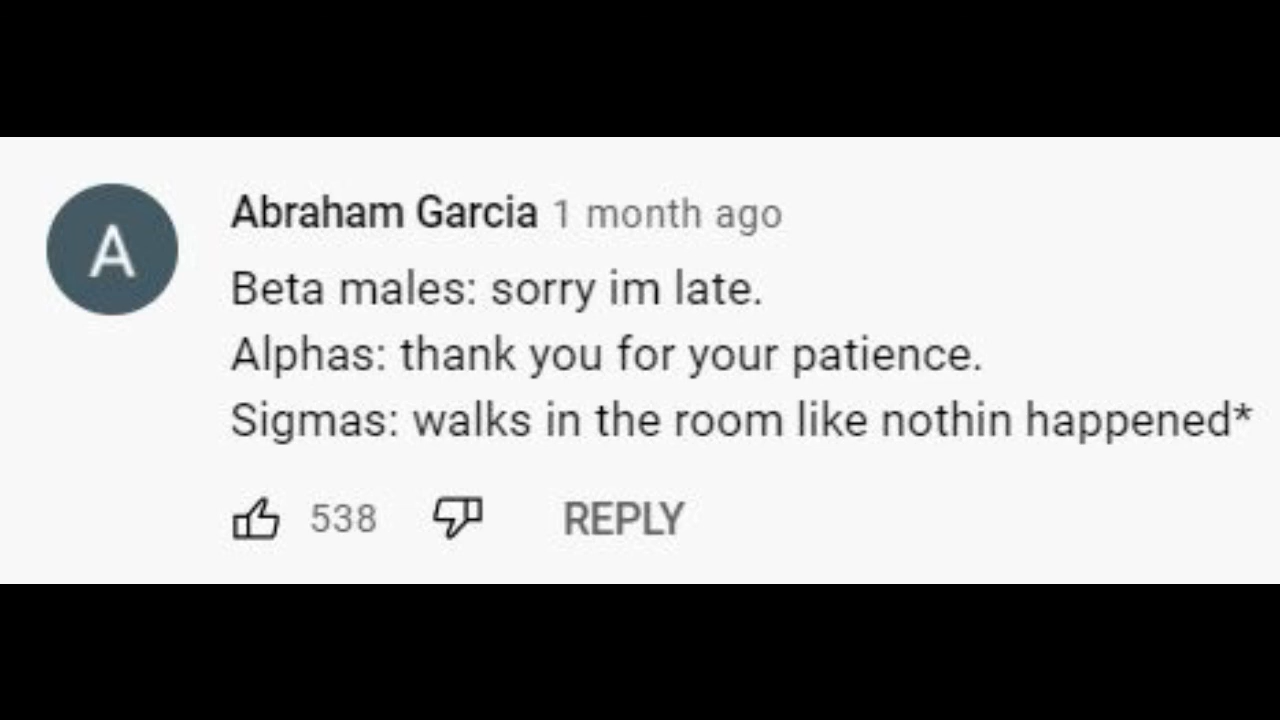 A
Abraham Garcia 1 month ago
Beta males: sorry im late.
Alphas: thank you for your patience.
Sigmas: walks in the room like nothin happened*
538 REPLY